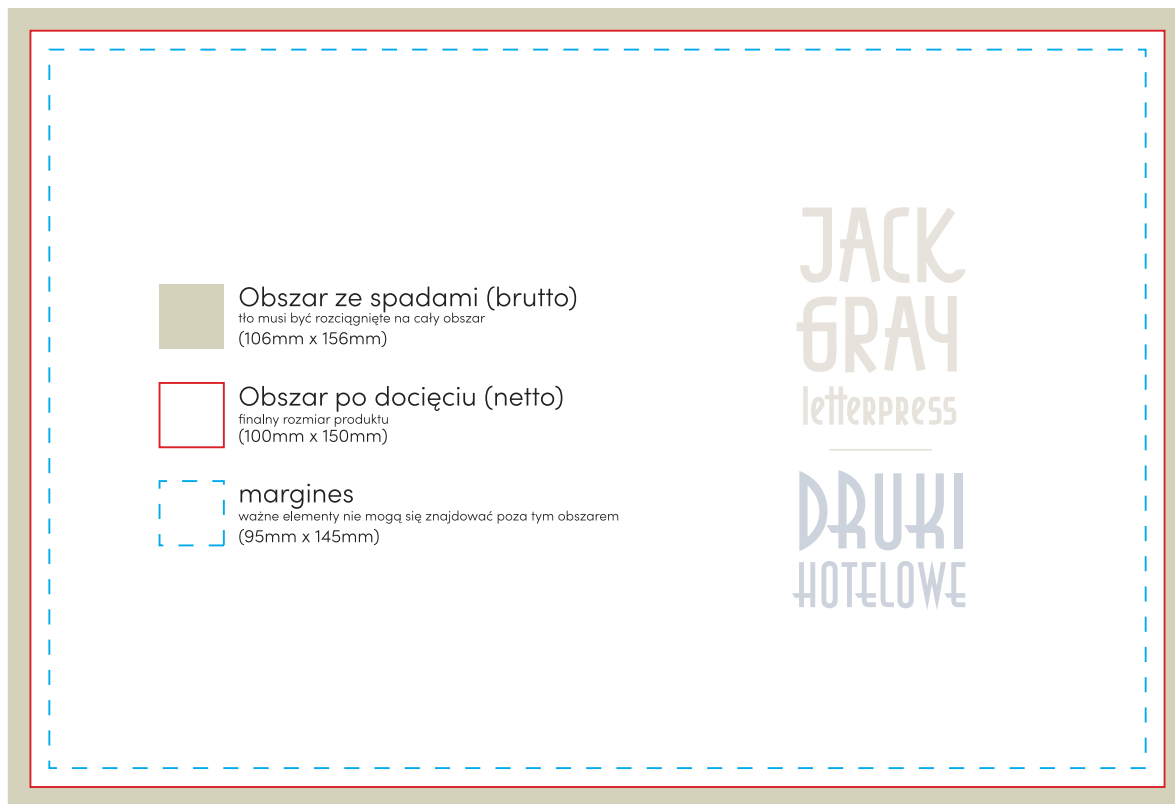 Obszar ze spadami (brutto)
tło musi być rozciągnięte na cały obszar
(106mm x 156mm)
Obszar po docięciu (netto)
finalny rozmiar produktu
(100mm x 150mm)
margines
ważne elementy nie mogą się znajdować poza tym obszarem
(95mm x 145mm)
JACK
GRAY
letterpress
DRUKI
HOTELOWE